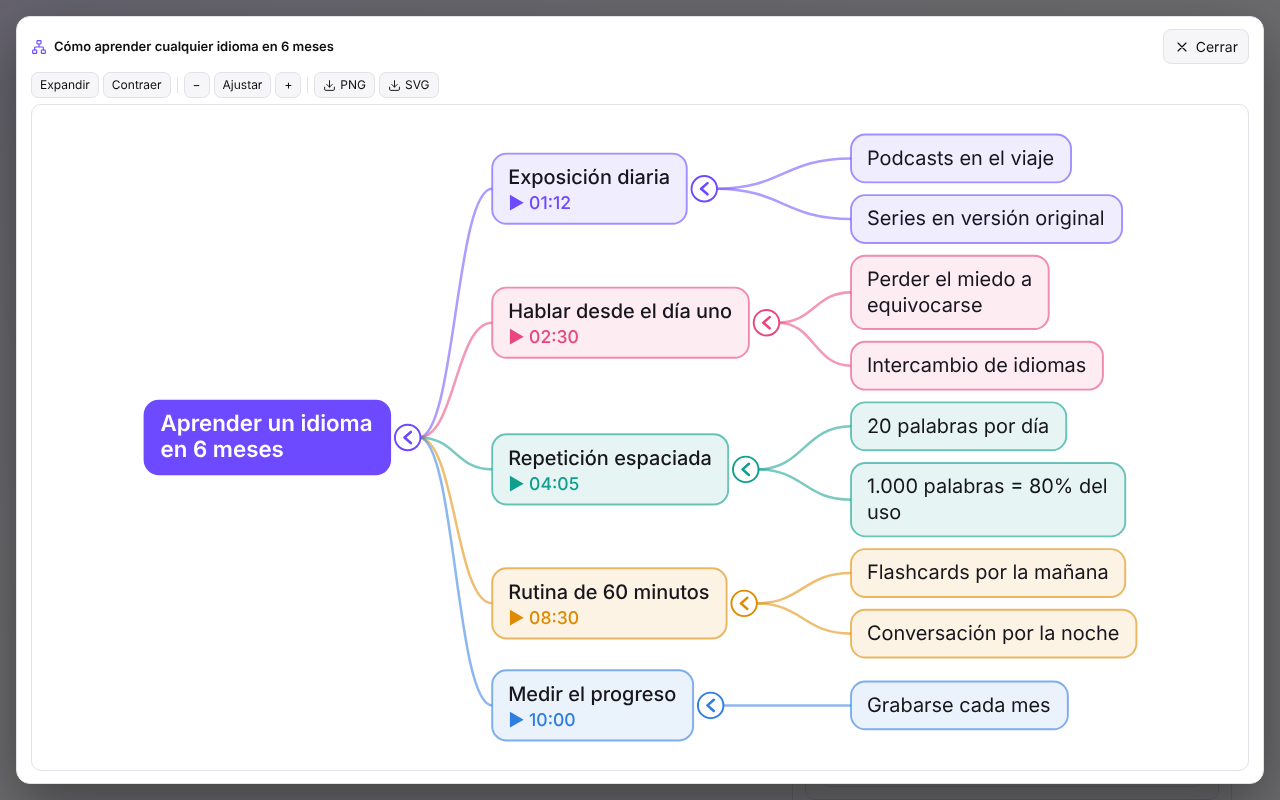 Cómo aprender cualquier idioma en 6 meses
Cerrar
Expandir
Contraer
−
Ajustar
+
PNG
SVG
Aprender un idioma
en 6 meses
Exposición diaria
01:12
Podcasts en el viaje
Series en versión original
Hablar desde el día uno
02:30
Perder el miedo a
equivocarse
Intercambio de idiomas
Repetición espaciada
04:05
20 palabras por día
1.000 palabras = 80% del
uso
Rutina de 60 minutos
08:30
Flashcards por la mañana
Conversación por la noche
Medir el progreso
10:00
Grabarse cada mes